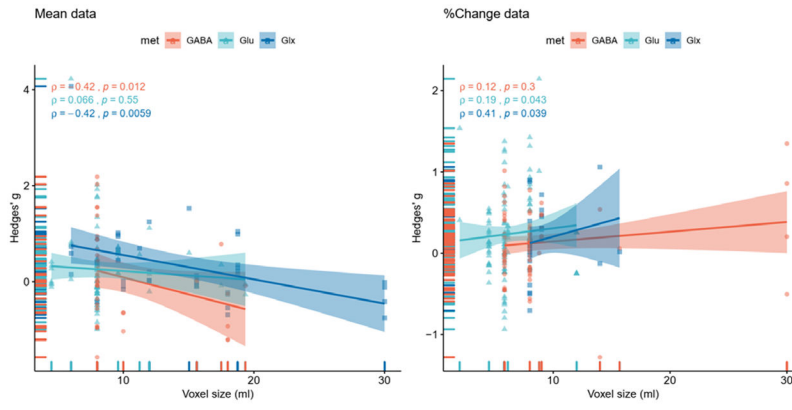 Mean data
met GABA Glu Glx
ρ = −0.42 , p = 0.012
ρ = 0.066 , p = 0.55
ρ = −0.42 , p = 0.0059
4
2
0
Hedges' g
10 20 30
Voxel size (ml)
%Change data
met GABA Glu Glx
ρ = 0.12 , p = 0.3
ρ = 0.19 , p = 0.043
ρ = 0.41 , p = 0.039
2
1
0
−1
Hedges' g
10 20 30
Voxel size (ml)